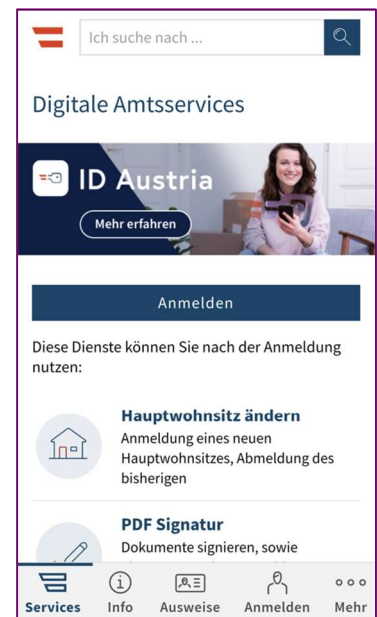 Ich suche nach ...
Digitale Amtsservices
ID Austria
Mehr erfahren
Anmelden
Diese Dienste können Sie nach der Anmeldung
nutzen:
Hauptwohnsitz ändern
Anmeldung eines neuen
Hauptwohnsitzes, Abmeldung des
bisherigen
PDF Signatur
Dokumente signieren, sowie
Services Info Ausweise Anmelden Mehr